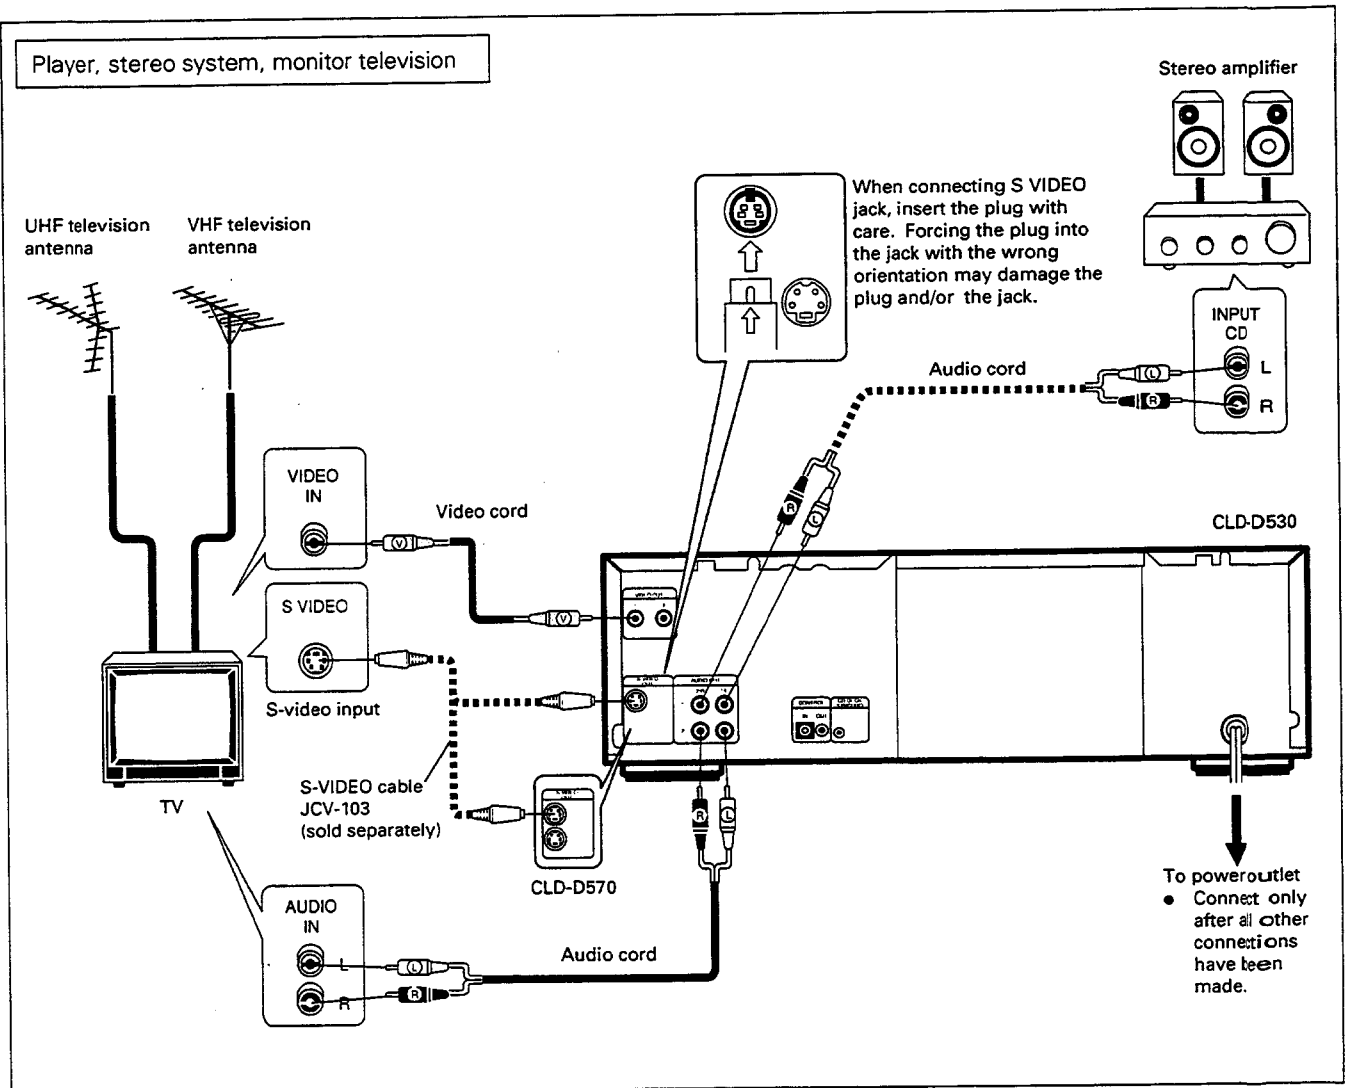 Player, stereo system, monitor television
Stereo amplifier
UHF television
antenna
VHF television
antenna
When connecting S VIDEO
jack, insert the plug with
care. Forcing the plug into
the jack with the wrong
orientation may damage the
plug and/or the jack.
INPUT
CD
L
R
Audio cord
L
R
R
L
VIDEO
IN
Video cord
V
V
CLD-D530
S VIDEO
S-video input
IN
OUT
S-VIDEO cable
JCV-103
(sold separately)
TV
CLD-D570
R
L
To power outlet
● Connect only
after all other
connections
have been
made.
AUDIO
IN
L
R
L
R
Audio cord